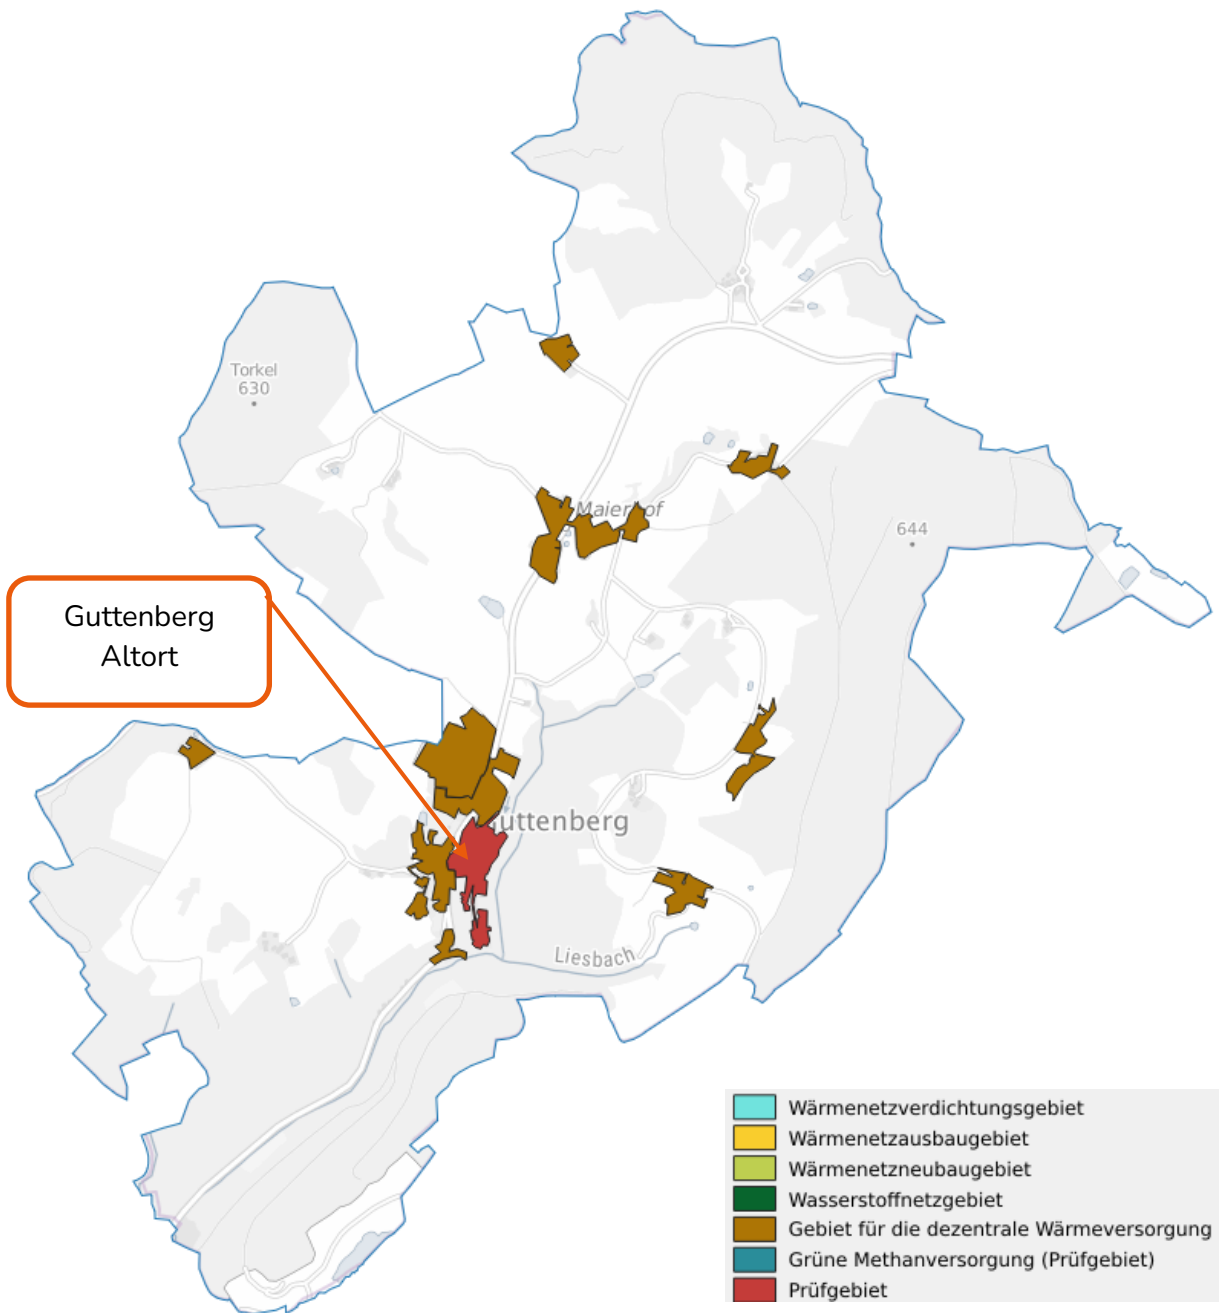 Torkel
630
Maierhof
644
Guttenberg
Altort
uttenberg
Liesbach
Wärmenetzverdichtungsgebiet
Wärmenetzausbaugebiet
Wärmenetzneubaugebiet
Wasserstoffnetzgebiet
Gebiet für die dezentrale Wärmeversorgung
Grüne Methanversorgung (Prüfgebiet)
Prüfgebiet